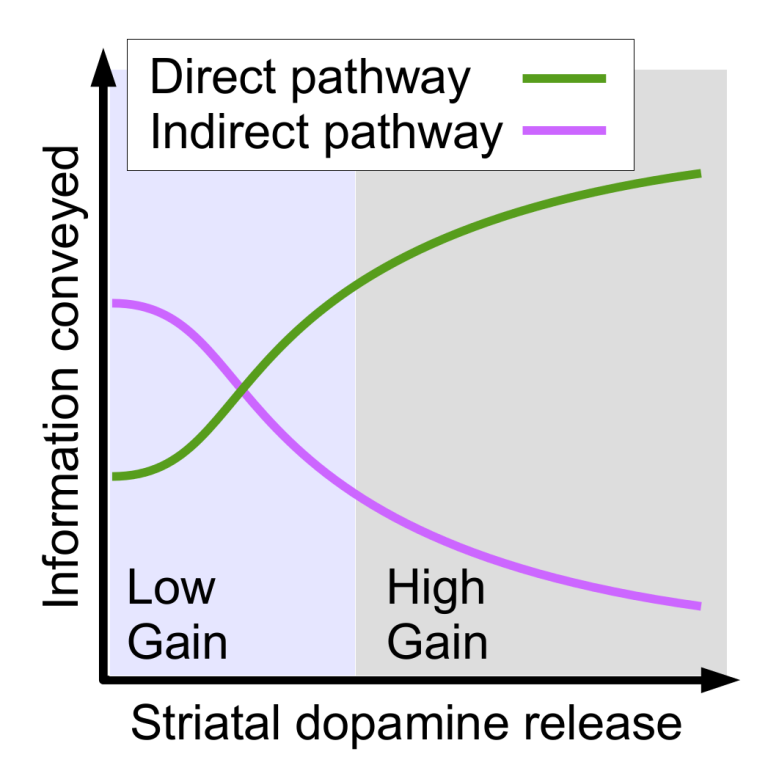 Direct pathway
Indirect pathway
Information conveyed
Low
Gain
High
Gain
Striatal dopamine release